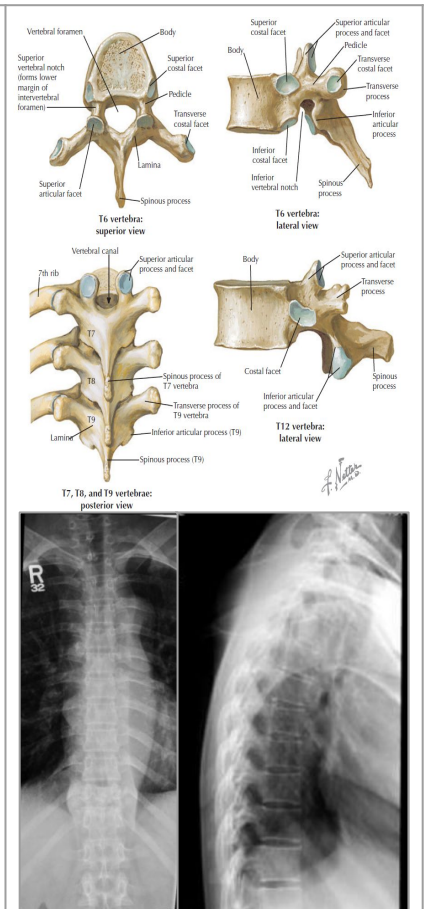 Vertebral foramen
Body
Superior
vertebral notch
(forms lower
margin of
intervertebral
foramen)
Superior
costal facet
Pedicle
Transverse
costal facet
Lamina
Superior
articular facet
Spinous process
T6 vertebra:
superior view
Superior
costal facet
Superior articular
process and facet
Body
Pedicle
Transverse
costal facet
Transverse
process
Inferior
articular
process
Inferior
costal facet
Inferior
vertebral notch
Spinous
process
T6 vertebra:
lateral view
Vertebral canal
Superior articular
process and facet
7th rib
T7
T8
Spinous process of
T7 vertebra
Transverse process of
T9 vertebra
T9
Lamina
Inferior articular process (T9)
Spinous process (T9)
T7, T8, and T9 vertebrae:
posterior view
Body
Superior articular
process and facet
Transverse
process
Costal facet
Spinous
process
Inferior articular
process and facet
T12 vertebra:
lateral view
F. Netter
M.D.
R
32